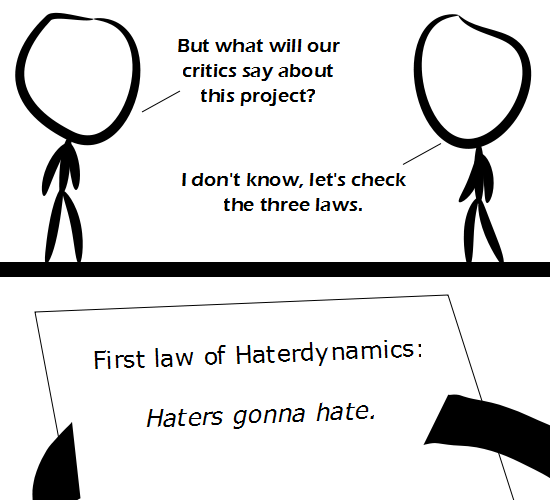 But what will our
critics say about
this project?
I don't know, let's check
the three laws.
First law of Haterdynamics:
Haters gonna hate.